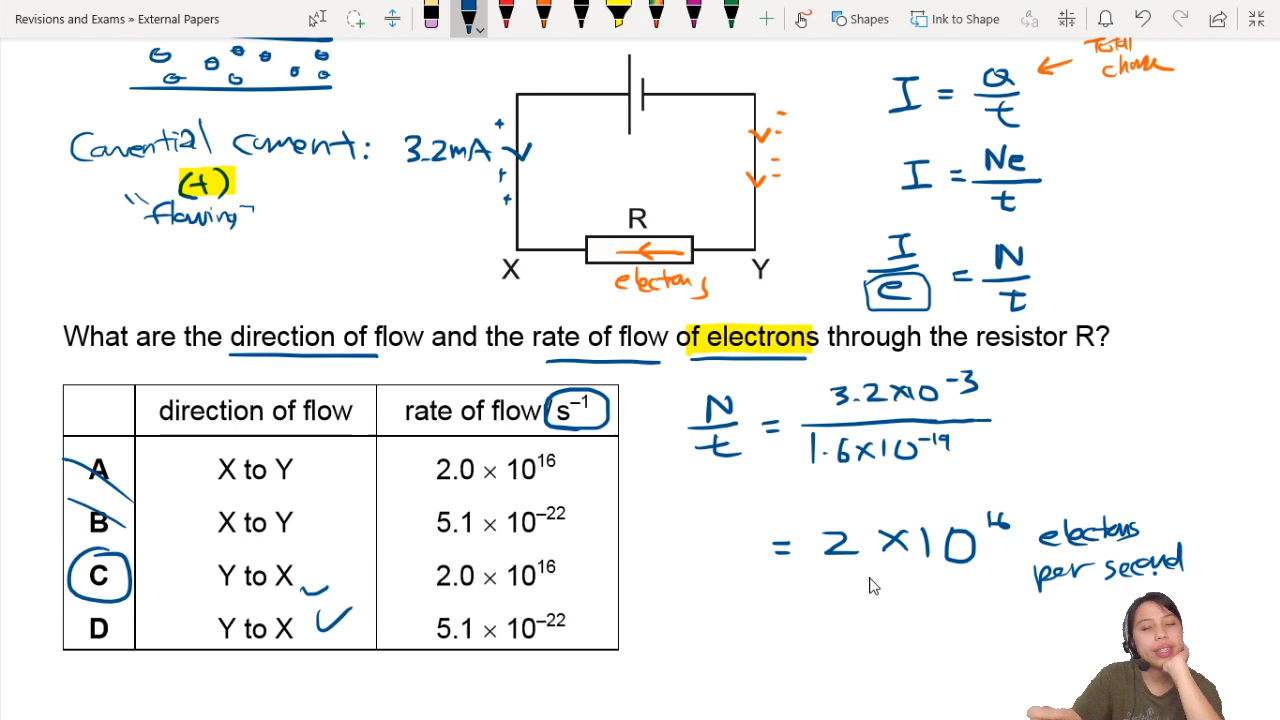 Revisions and Exams » External Papers
Shapes
Ink to Shape
Total
charge
I = Q/t
Convential current: 3.2mA
(+)
"flowing"
+
+
+
I = Ne/t
R
electons
X
Y
I/e = N/t
What are the direction of flow and the rate of flow of electrons through the resistor R?
direction of flow rate of flow / s⁻¹
A X to Y 2.0 × 10¹⁶
B X to Y 5.1 × 10⁻²²
C Y to X 2.0 × 10¹⁶
D Y to X 5.1 × 10⁻²²
N/t = 3.2×10⁻³ / 1.6×10⁻¹⁹
= 2 ×10¹⁶ electons
per second